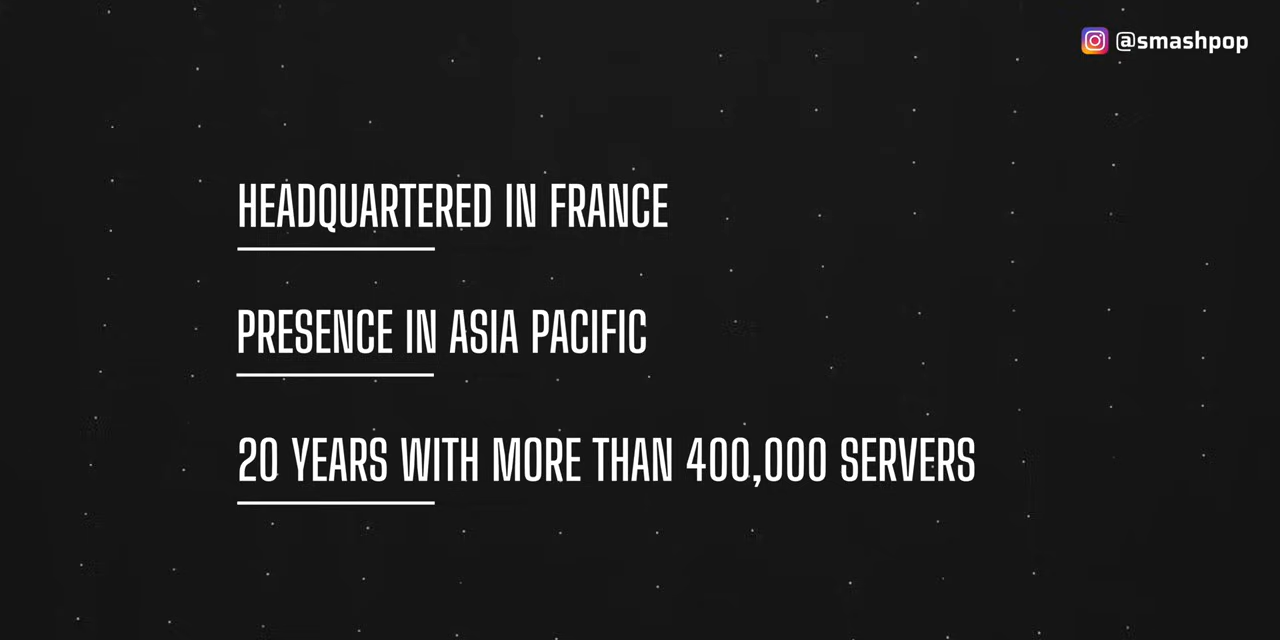 @smashpop
HEADQUARTERED IN FRANCE
PRESENCE IN ASIA PACIFIC
20 YEARS WITH MORE THAN 400,000 SERVERS